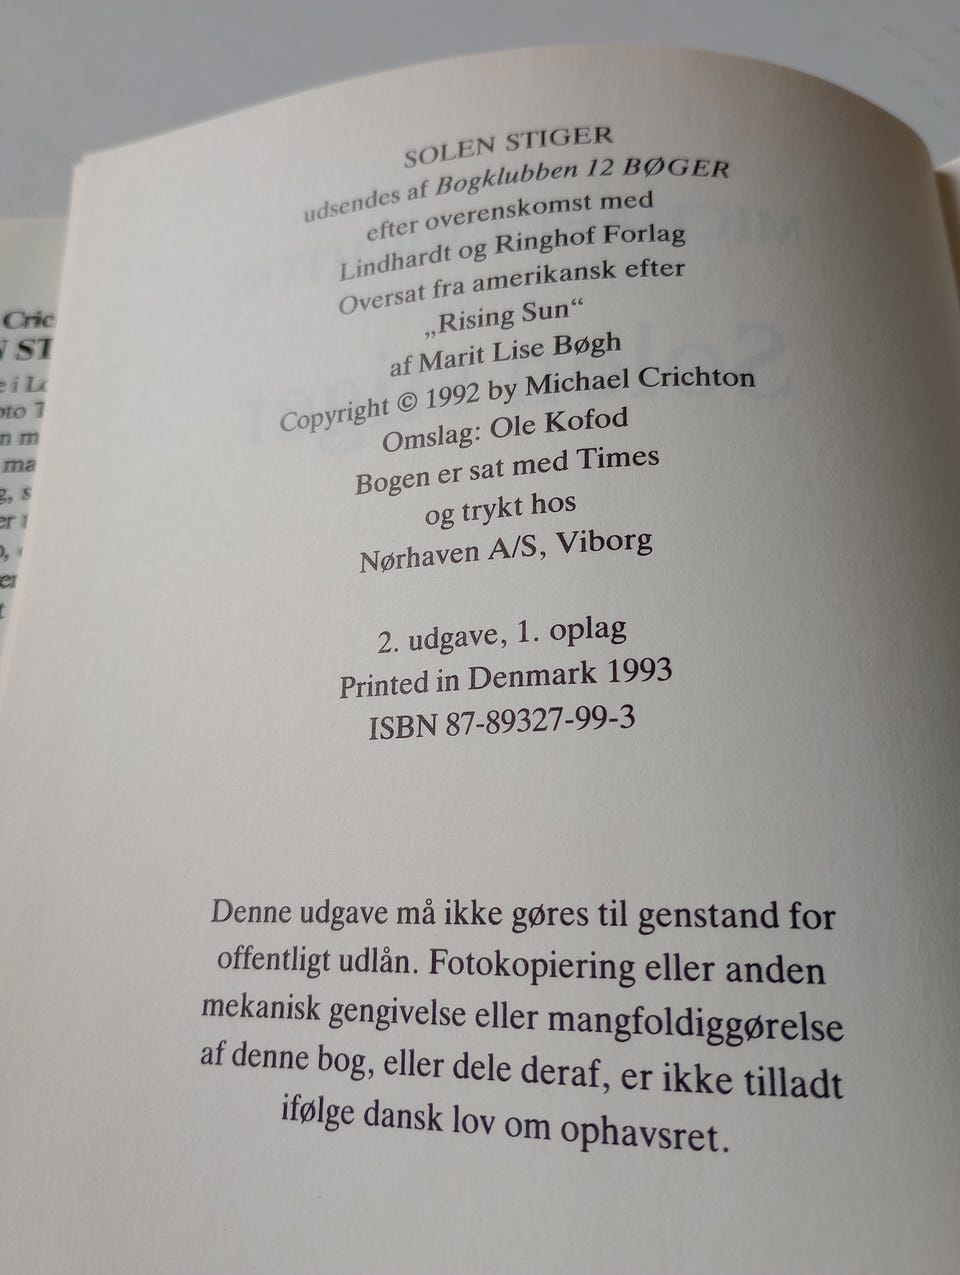 SOLEN STIGER
udsendes af Bogklubben 12 BØGER
efter overenskomst med
Lindhardt og Ringhof Forlag
Oversat fra amerikansk efter
„Rising Sun“
af Marit Lise Bøgh
Copyright © 1992 by Michael Crichton
Omslag: Ole Kofod
Bogen er sat med Times
og trykt hos
Nørhaven A/S, Viborg
2. udgave, 1. oplag
Printed in Denmark 1993
ISBN 87-89327-99-3
Denne udgave må ikke gøres til genstand for
offentligt udlån. Fotokopiering eller anden
mekanisk gengivelse eller mangfoldiggørelse
af denne bog, eller dele deraf, er ikke tilladt
ifølge dansk lov om ophavsret.